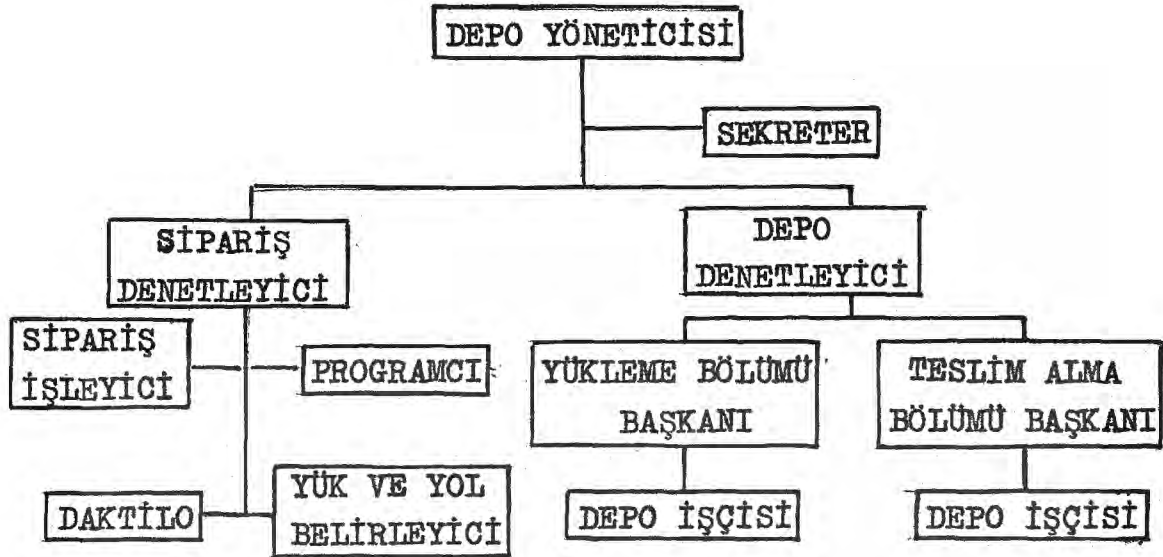 DEPO YÖNETİCİSİ
SEKRETER
SİPARİŞ
DENETLEYİCİ
DEPO
DENETLEYİCİ
SİPARİŞ
İŞLEYİCİ
PROGRAMCI
YÜKLEME BÖLÜMÜ
BAŞKANI
TESLİM ALMA
BÖLÜMÜ BAŞKANI
DAKTİLO
YÜK VE YOL
BELİRLEYİCİ
DEPO İŞÇİSİ
DEPO İŞÇİSİ